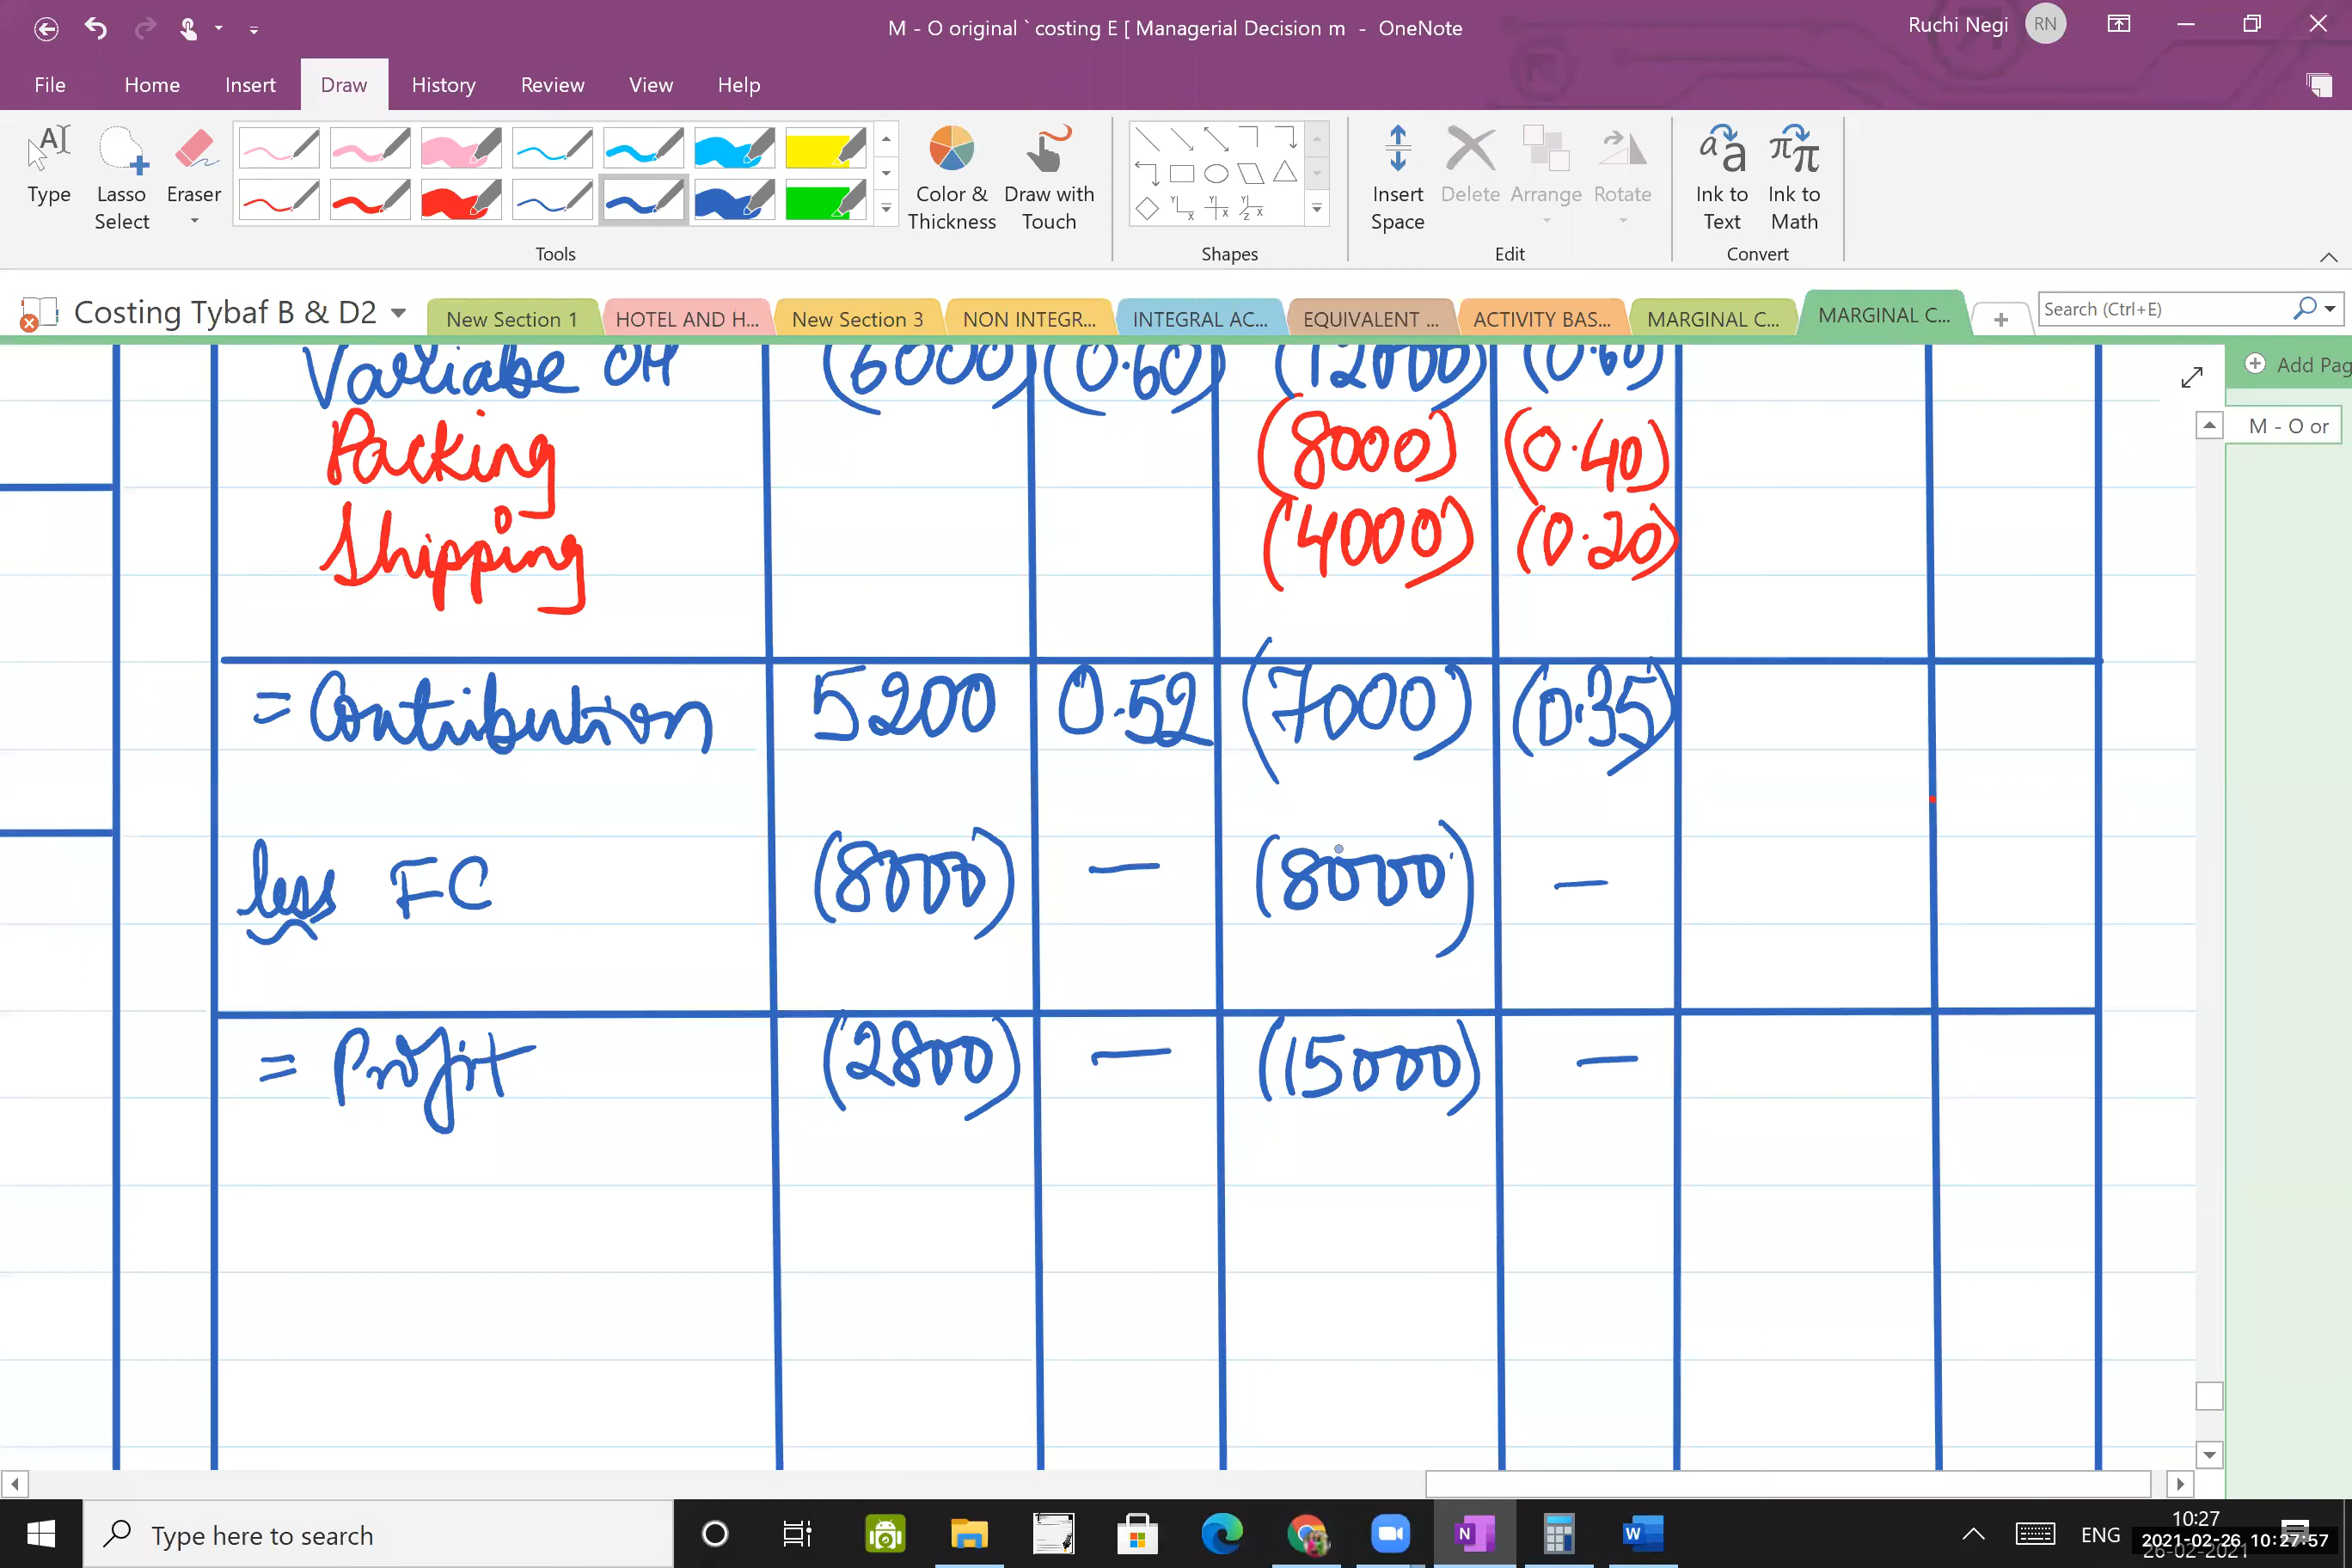 M - O original ` costing E [ Managerial Decision m - OneNote
Ruchi Negi RN
File Home Insert Draw History Review View Help
Type
Lasso Select
Eraser
Color & Thickness
Draw with Touch
Insert Space
Delete
Arrange
Rotate
Ink to Text
Ink to Math
Tools Shapes Edit Convert
Costing Tybaf B & D2
New Section 1 HOTEL AND H... New Section 3 NON INTEGR... INTEGRAL AC... EQUIVALENT ... ACTIVITY BAS... MARGINAL C... MARGINAL C... +
Search (Ctrl+E)
Add Pag
M - O or
Variabe OH (6000) (0.60) (12000) (0.60)
Packing (8000) (0.40)
Shipping (4000) (0.20)
= Contribution 5200 0.52 (7000) (0.35)
less FC (8000) — (8000) —
= Profit (2800) — (15000) —
Type here to search
ENG
10:27
26-02-2021
2021-02-26 10:27:57